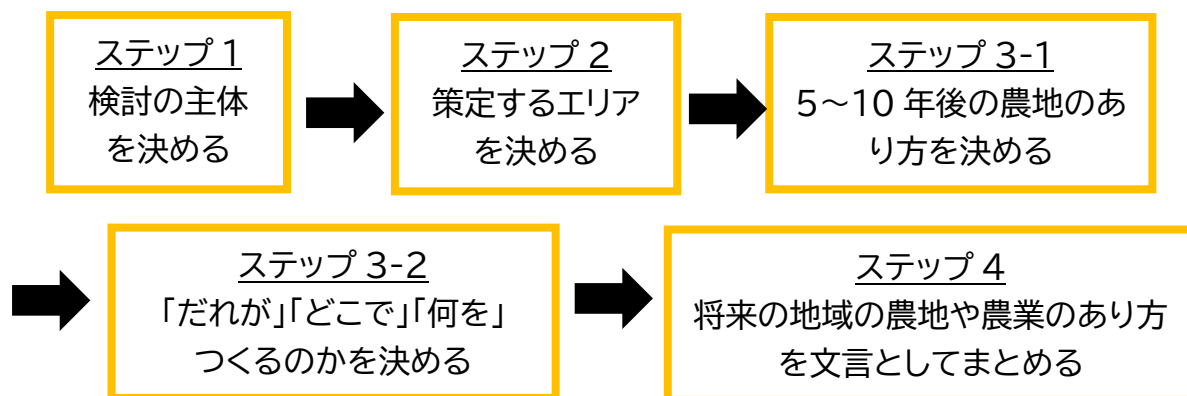 ステップ 1
検討の主体
を決める
ステップ 2
策定するエリア
を決める
ステップ 3-1
5～10 年後の農地のあ
り方を決める
ステップ 3-2
「だれが」「どこで」「何を」
つくるのかを決める
ステップ 4
将来の地域の農地や農業のあり方
を文言としてまとめる